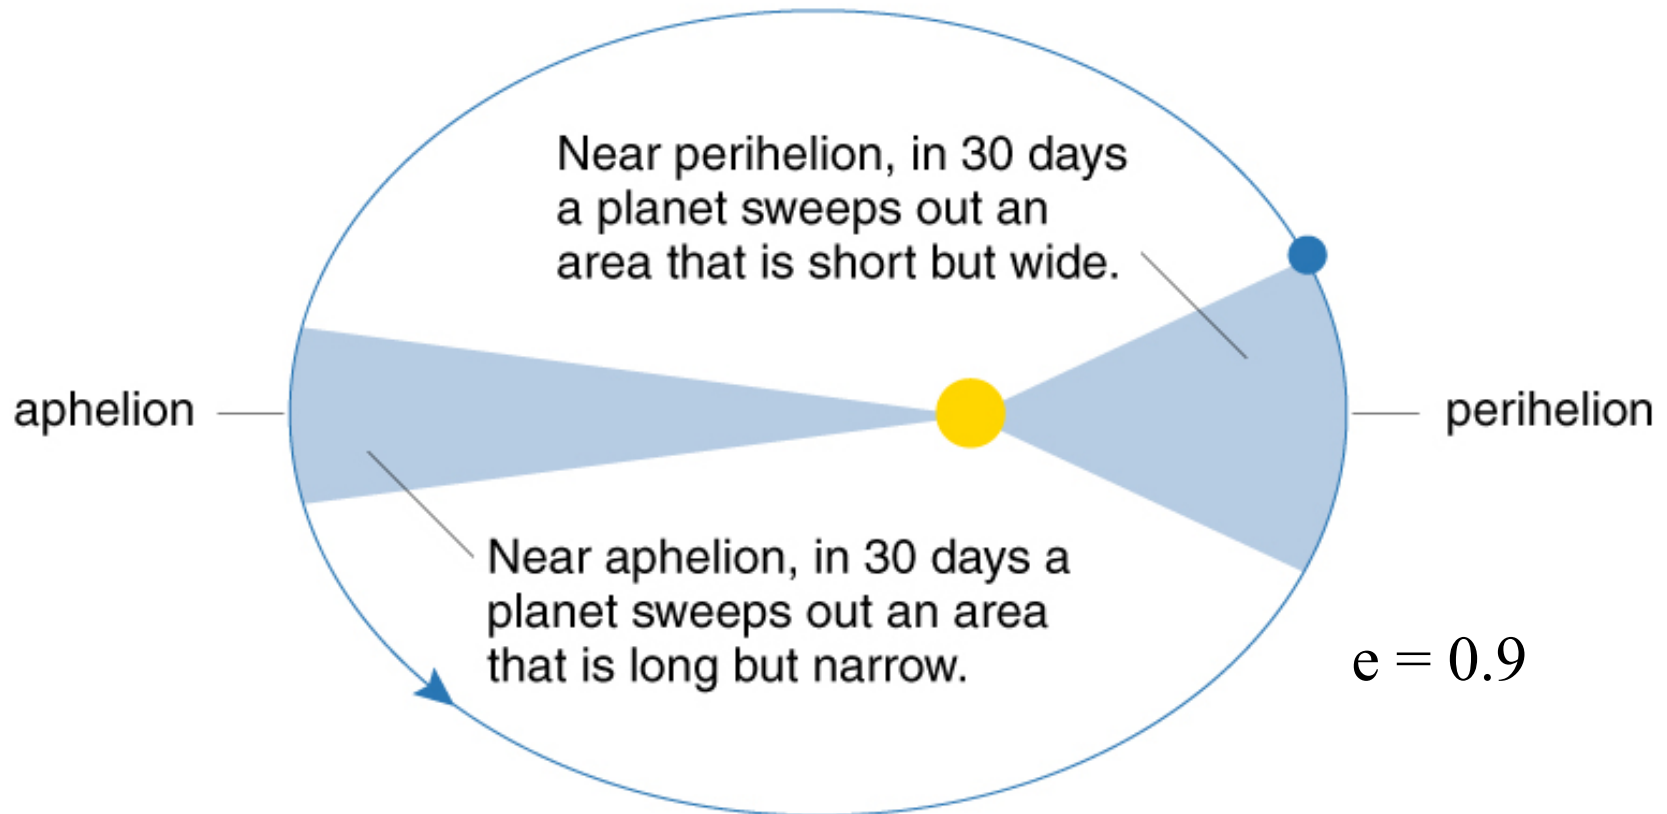 Near perihelion, in 30 days
a planet sweeps out an
area that is short but wide.
aphelion
perihelion
Near aphelion, in 30 days a
planet sweeps out an area
that is long but narrow.
e = 0.9